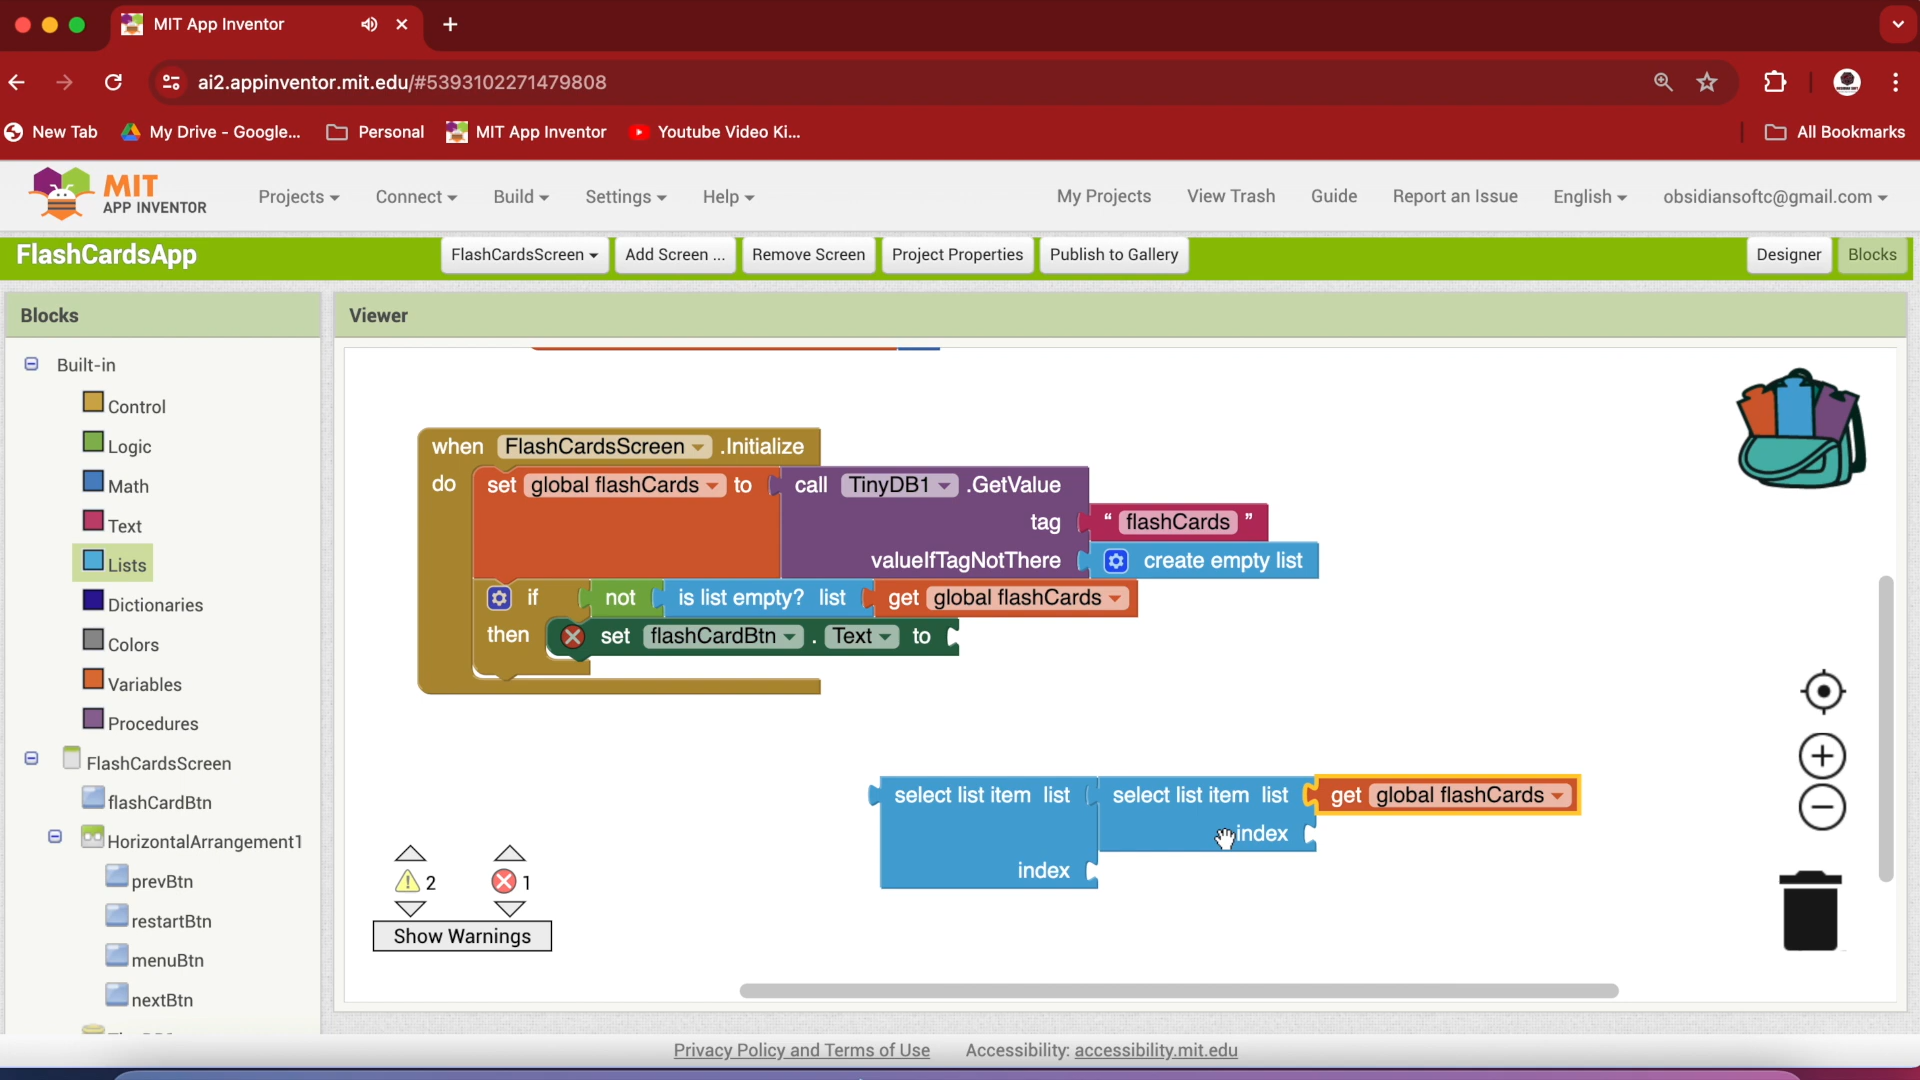 MIT App Inventor
ai2.appinventor.mit.edu/#5393102271479808
New Tab
My Drive - Google...
Personal
MIT App Inventor
Youtube Video Ki...
All Bookmarks
MIT
APP INVENTOR
Projects
Connect
Build
Settings
Help
My Projects
View Trash
Guide
Report an Issue
English
obsidiansoftc@gmail.com
FlashCardsApp
FlashCardsScreen
Add Screen ...
Remove Screen
Project Properties
Publish to Gallery
Designer
Blocks
Blocks
Viewer
Built-in
Control
Logic
Math
Text
Lists
Dictionaries
Colors
Variables
Procedures
FlashCardsScreen
flashCardBtn
HorizontalArrangement1
prevBtn
restartBtn
menuBtn
nextBtn
when FlashCardsScreen .Initialize
do set global flashCards to call TinyDB1 .GetValue
tag " flashCards "
valueIfTagNotThere create empty list
if not is list empty? list get global flashCards
then set flashCardBtn . Text to
select list item list select list item list get global flashCards
index
index
2 1
Show Warnings
Privacy Policy and Terms of Use
Accessibility: accessibility.mit.edu